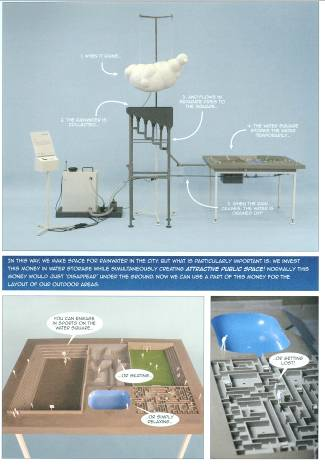 1. WHEN IT RAINS...
2. THE RAINWATER IS
COLLECTED...
3. AND FLOWS IN
TO THE
SQUARE...
4. THE WATER SQUARE
STORES THE WATER
TEMPORARILY...
5. WHEN THE RAIN
CEASES, THE WATER IS
DRAINED OFF
IN THIS WAY, WE MAKE SPACE FOR RAINWATER IN THE CITY. BUT WHAT IS PARTICULARLY IMPORTANT IS: WE INVEST
THIS MONEY IN WATER STORAGE WHILE SIMULTANEOUSLY CREATING ATTRACTIVE PUBLIC SPACE! NORMALLY THIS
MONEY WOULD JUST "DISAPPEAR" UNDER THE GROUND. NOW WE CAN USE A PART OF THIS MONEY FOR THE
LAYOUT OF OUR OUTDOOR AREAS.
YOU CAN ENGAGE
IN SPORTS ON THE
WATER SQUARE...
...OR SKATING...
...OR SIMPLY
RELAXING...
...OR GETTING
LOST!